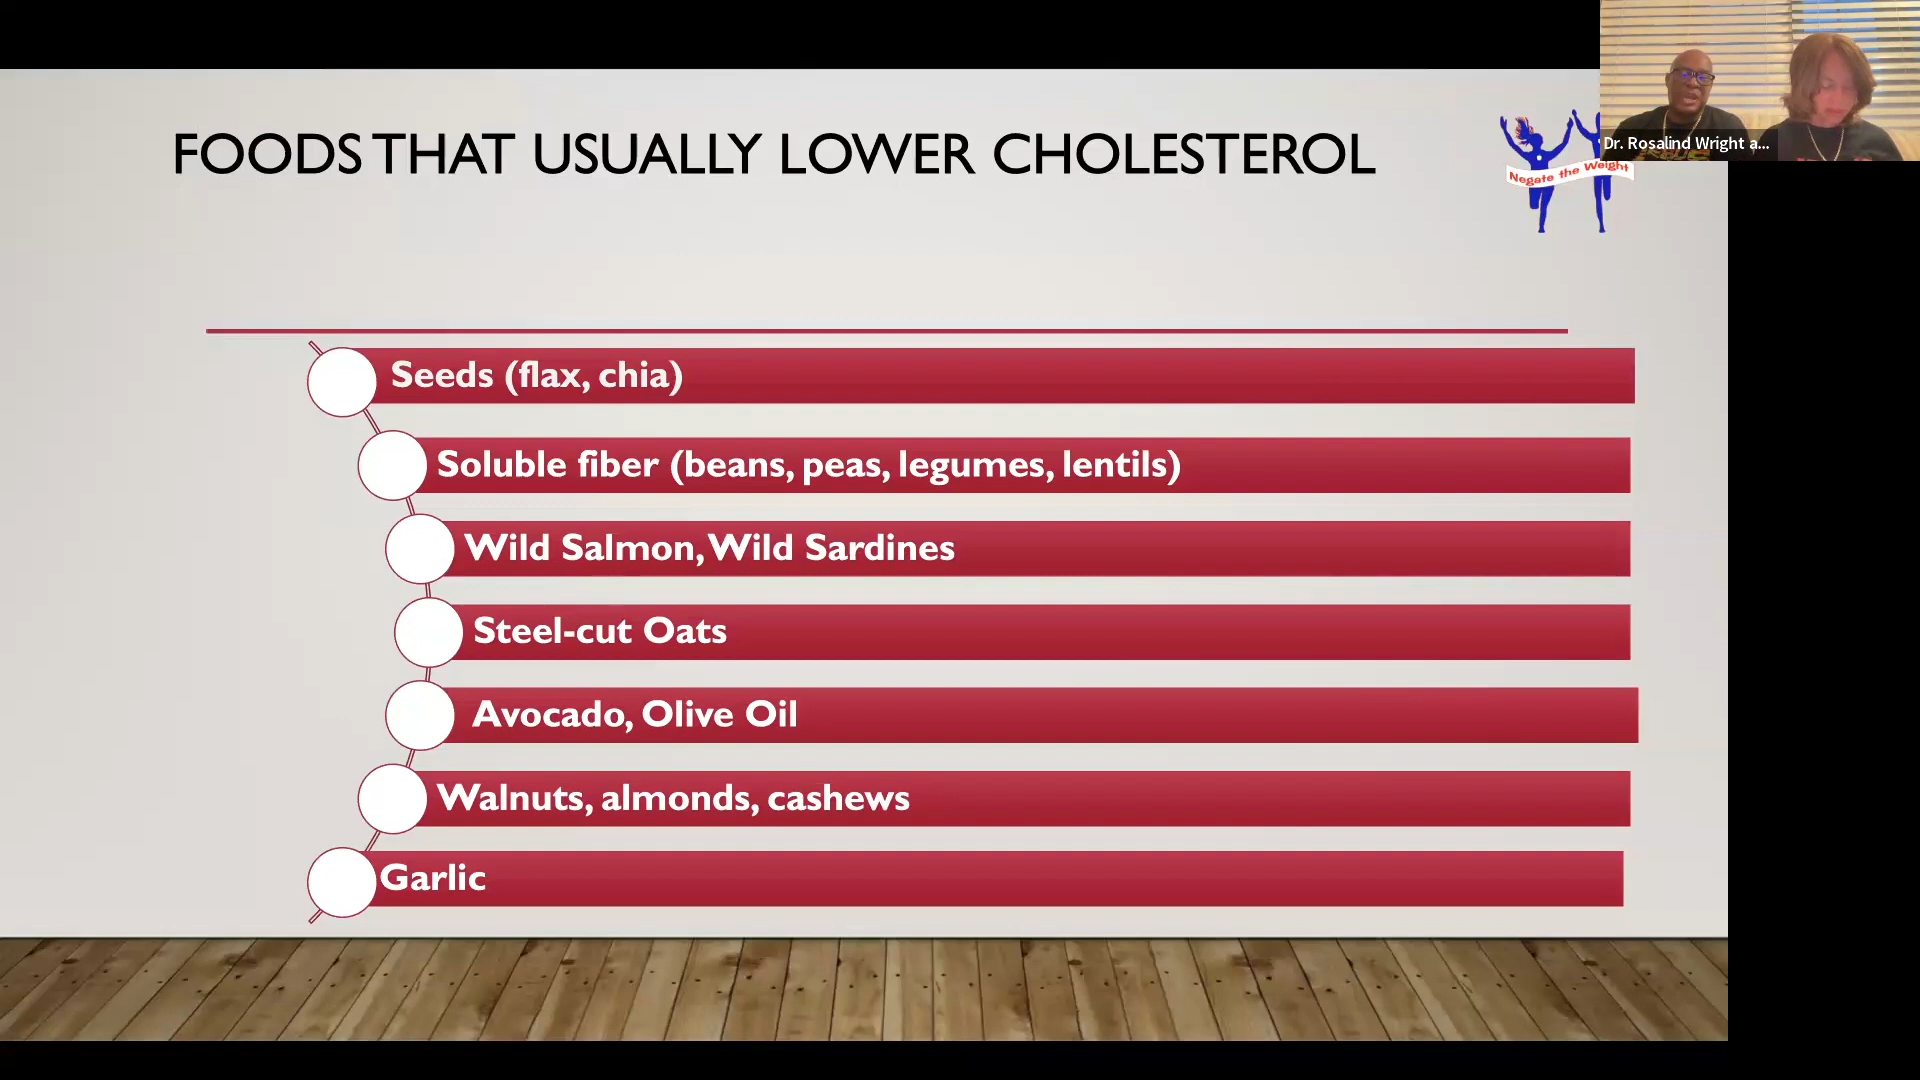 FOODS THAT USUALLY LOWER CHOLESTEROL
Dr. Rosalind Wright a...
Negate the Weight
Seeds (flax, chia)
Soluble fiber (beans, peas, legumes, lentils)
Wild Salmon, Wild Sardines
Steel-cut Oats
Avocado, Olive Oil
Walnuts, almonds, cashews
Garlic